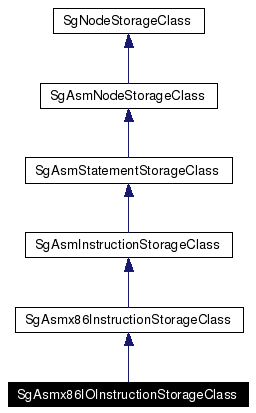 SgNodeStorageClass
SgAsmNodeStorageClass
SgAsmStatementStorageClass
SgAsmInstructionStorageClass
SgAsmx86InstructionStorageClass
SgAsmx86IOInstructionStorageClass